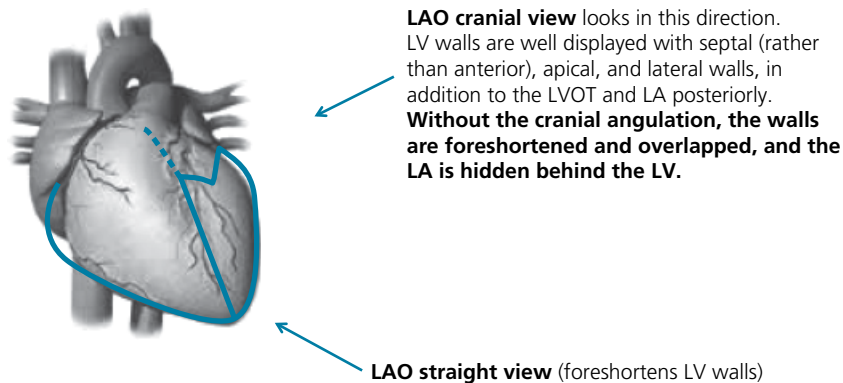 LAO cranial view looks in this direction.
LV walls are well displayed with septal (rather
than anterior), apical, and lateral walls, in
addition to the LVOT and LA posteriorly.
Without the cranial angulation, the walls
are foreshortened and overlapped, and the
LA is hidden behind the LV.
LAO straight view (foreshortens LV walls)